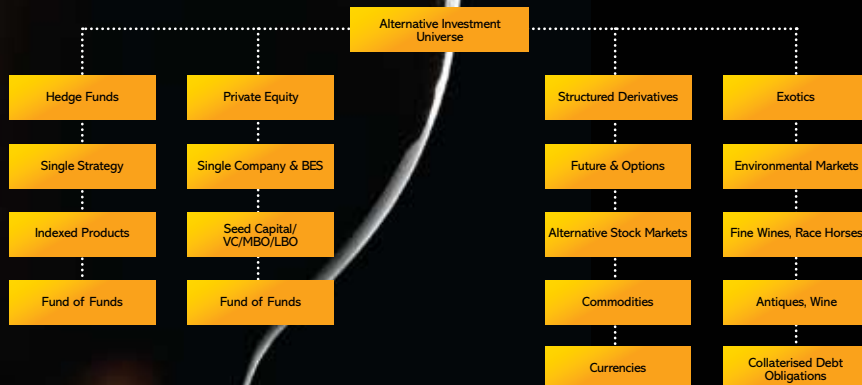 Alternative Investment
Universe
Hedge Funds
Private Equity
Structured Derivatives
Exotics
Single Strategy
Single Company & BES
Future & Options
Environmental Markets
Indexed Products
Seed Capital/
VC/MBO/LBO
Alternative Stock Markets
Fine Wines, Race Horses
Fund of Funds
Fund of Funds
Commodities
Antiques, Wine
Currencies
Collaterised Debt
Obligations